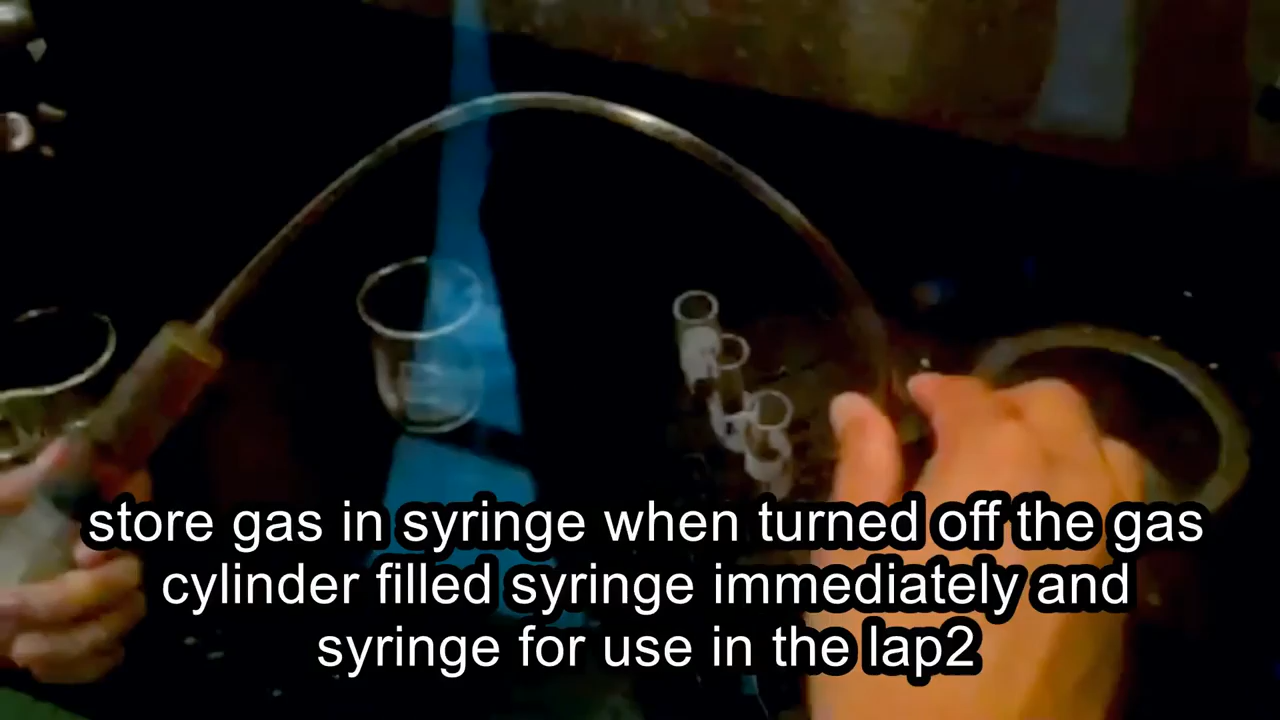 store gas in syringe when turned off the gas
cylinder filled syringe immediately and
syringe for use in the lap2